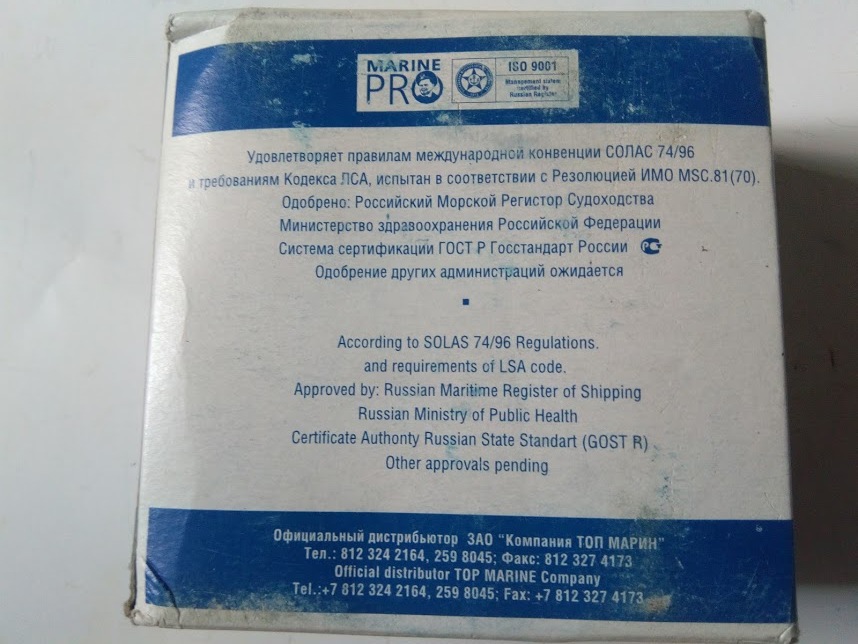 MARINE
PRO
ISO 9001
Management sistem
certified by
Russian Register
Удовлетворяет правилам международной конвенции СОЛАС 74/96
и требованиям Кодекса ЛСА, испытан в соответствии с Резолюцией ИМО MSC.81(70).
Одобрено: Российский Морской Регистор Судоходства
Министерство здравоохранения Российской Федерации
Система сертификации ГОСТ Р Госстандарт России
Одобрение других администраций ожидается
According to SOLAS 74/96 Regulations.
and requirements of LSA code.
Approved by: Russian Maritime Register of Shipping
Russian Ministry of Public Health
Certificate Authonty Russian State Standart (GOST R)
Other approvals pending
Официальный дистрибьютор ЗАО "Компания ТОП МАРИН"
Тел.: 812 324 2164, 259 8045; Факс: 812 327 4173
Official distributor TOP MARINE Company
Tel.:+7 812 324 2164, 259 8045; Fax: +7 812 327 4173